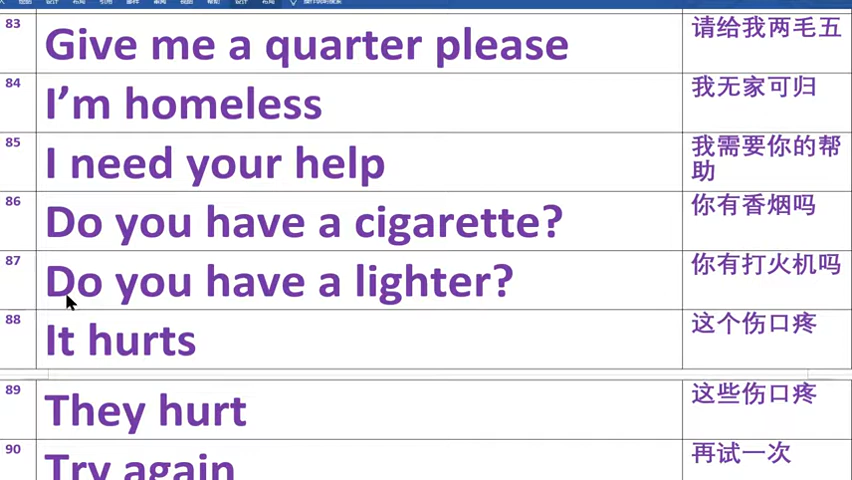 83
Give me a quarter please
请给我两毛五
84
I'm homeless
我无家可归
85
I need your help
我需要你的帮
助
86
Do you have a cigarette?
你有香烟吗
87
Do you have a lighter?
你有打火机吗
88
It hurts
这个伤口疼
89
They hurt
这些伤口疼
90
Try again
再试一次